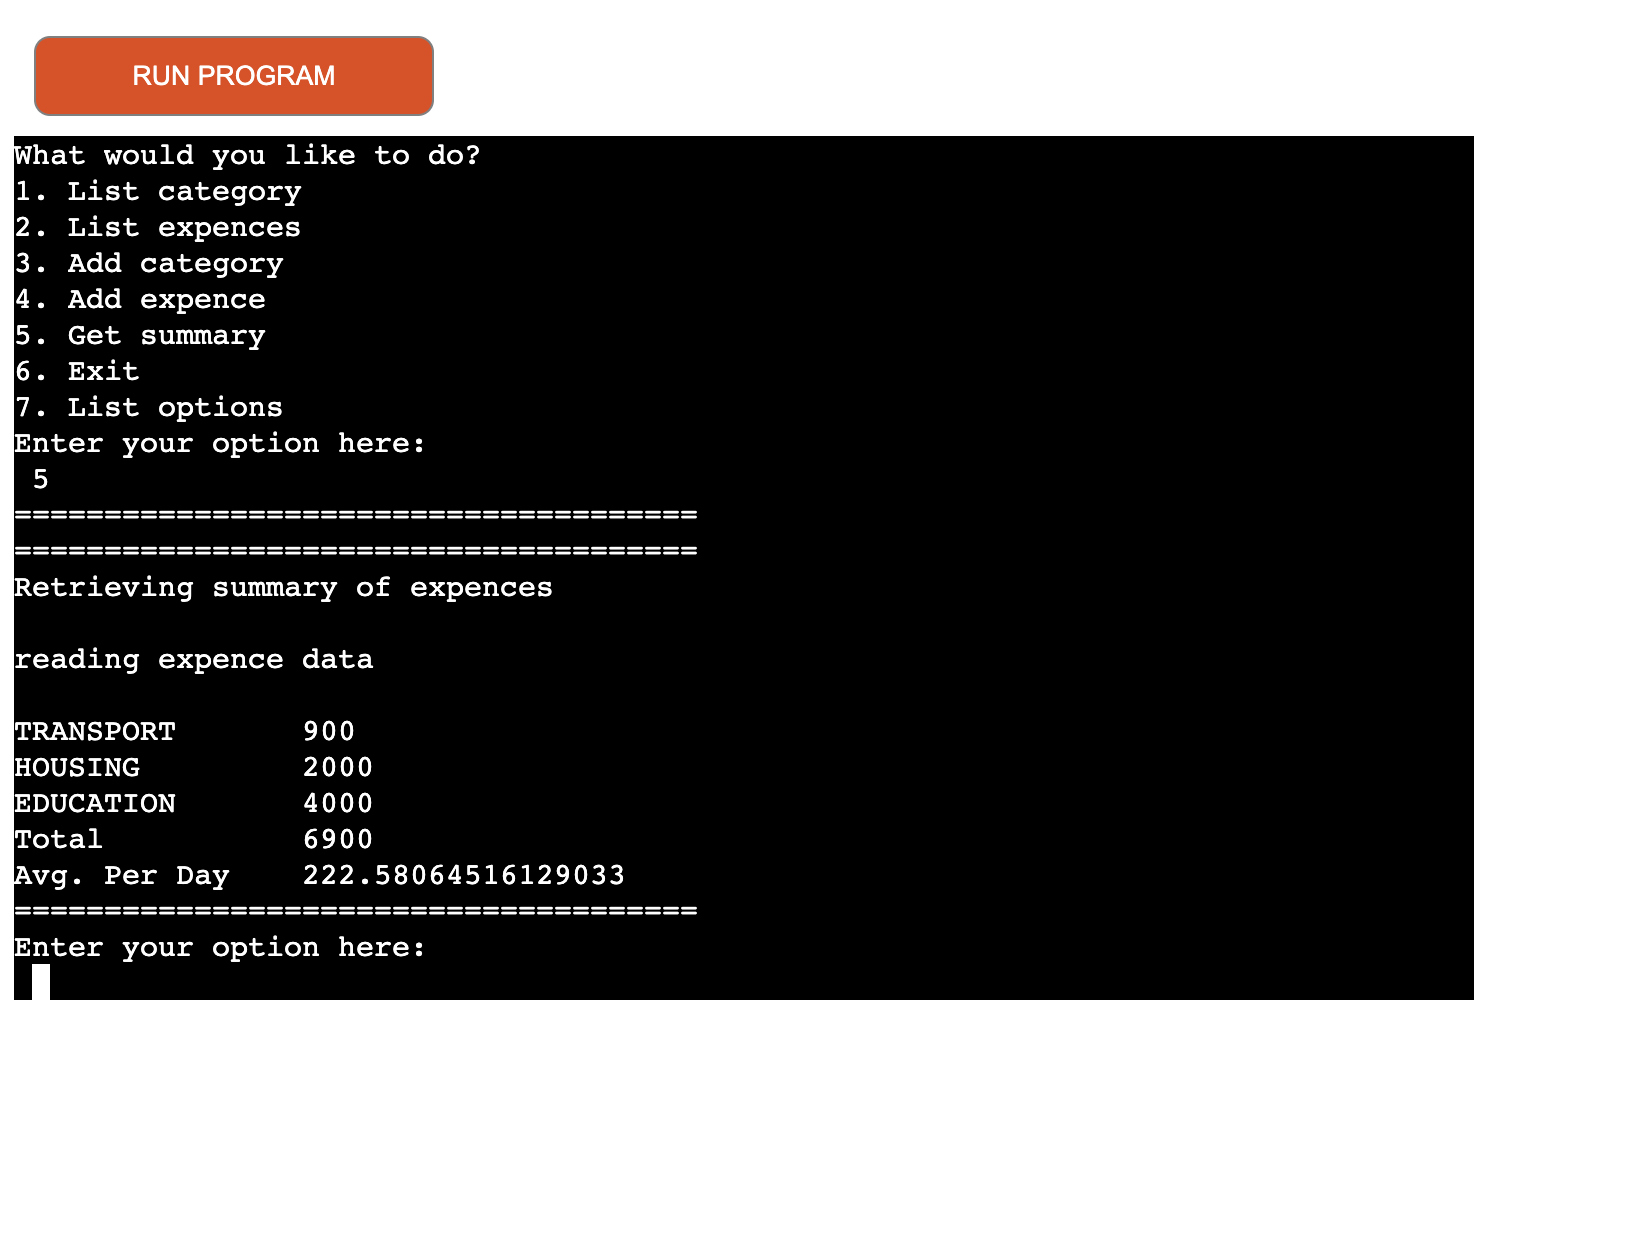 RUN PROGRAM
What would you like to do?
1. List category
2. List expences
3. Add category
4. Add expence
5. Get summary
6. Exit
7. List options
Enter your option here:
5
======================================
======================================
Retrieving summary of expences
reading expence data
TRANSPORT 900
HOUSING 2000
EDUCATION 4000
Total 6900
Avg. Per Day 222.58064516129033
======================================
Enter your option here: